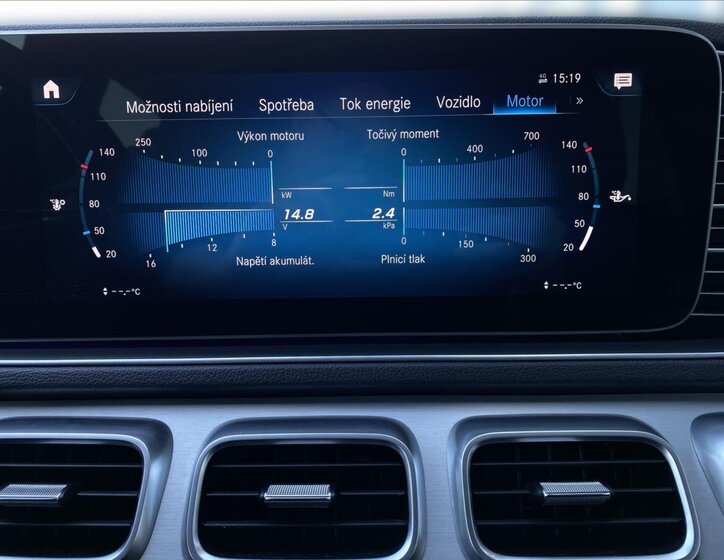 4G 15:19
Možnosti nabíjení Spotřeba Tok energie Vozidlo Motor »
Výkon motoru Točivý moment
250 100 0 0 400 700
140 140
110 110
80 80
50 50
20 20
kW Nm
14.8 2.4
V kPa
16 12 8 0 150 300
Napětí akumulát. Plnicí tlak
--,-°C --,-°C